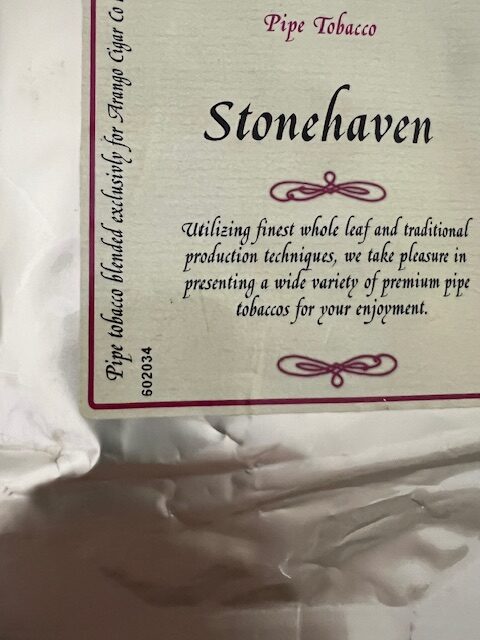 Pipe Tobacco
Stonehaven
Utilizing finest whole leaf and traditional
production techniques, we take pleasure in
presenting a wide variety of premium pipe
tobaccos for your enjoyment.
Pipe tobacco blended exclusivly for Arango Cigar Co
602034